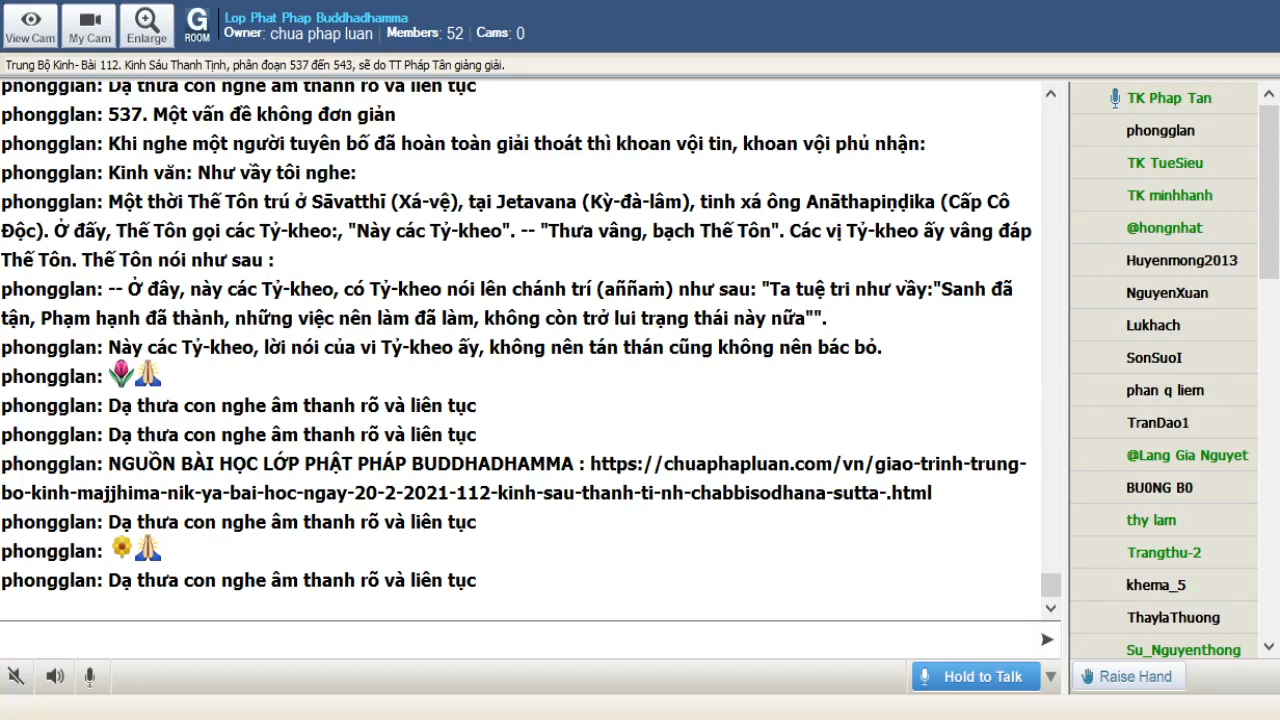 View Cam
My Cam
Enlarge
G
ROOM
Lop Phat Phap Buddhadhamma
Owner: chua phap luan Members: 52 Cams: 0
Trung Bộ Kinh- Bài 112. Kinh Sáu Thanh Tịnh, phân đoạn 537 đến 543, sẽ do TT Pháp Tân giảng giải.
phongglan: Dạ thưa con nghe âm thanh rõ và liên tục
phongglan: 537. Một vấn đề không đơn giản
phongglan: Khi nghe một người tuyên bố đã hoàn toàn giải thoát thì khoan vội tin, khoan vội phủ nhận:
phongglan: Kinh văn: Như vầy tôi nghe:
phongglan: Một thời Thế Tôn trú ở Sāvatthī (Xá-vệ), tại Jetavana (Kỳ-đà-lâm), tinh xá ông Anāthapiṇḍika (Cấp Cô
Độc). Ở đấy, Thế Tôn gọi các Tỷ-kheo:, "Này các Tỷ-kheo". -- "Thưa vâng, bạch Thế Tôn". Các vị Tỷ-kheo ấy vâng đáp
Thế Tôn. Thế Tôn nói như sau :
phongglan: -- Ở đây, này các Tỷ-kheo, có Tỷ-kheo nói lên chánh trí (aññaṁ) như sau: "Ta tuệ tri như vầy:"Sanh đã
tận, Phạm hạnh đã thành, những việc nên làm đã làm, không còn trở lui trạng thái này nữa"".
phongglan: Này các Tỷ-kheo, lời nói của vi Tỷ-kheo ấy, không nên tán thán cũng không nên bác bỏ.
phongglan:
phongglan: Dạ thưa con nghe âm thanh rõ và liên tục
phongglan: Dạ thưa con nghe âm thanh rõ và liên tục
phongglan: NGUỒN BÀI HỌC LỚP PHẬT PHÁP BUDDHADHAMMA : https://chuaphapluan.com/vn/giao-trinh-trung-
bo-kinh-majjhima-nik-ya-bai-hoc-ngay-20-2-2021-112-kinh-sau-thanh-ti-nh-chabbisodhana-sutta-.html
phongglan: Dạ thưa con nghe âm thanh rõ và liên tục
phongglan:
phongglan: Dạ thưa con nghe âm thanh rõ và liên tục
TK Phap Tan
phongglan
TK TueSieu
TK minhhanh
@hongnhat
Huyenmong2013
NguyenXuan
Lukhach
SonSuoI
phan q liem
TranDao1
@Lang Gia Nguyet
BU0NG B0
thy lam
Trangthu-2
khema_5
ThaylaThuong
Su_Nguyenthong
Hold to Talk
Raise Hand